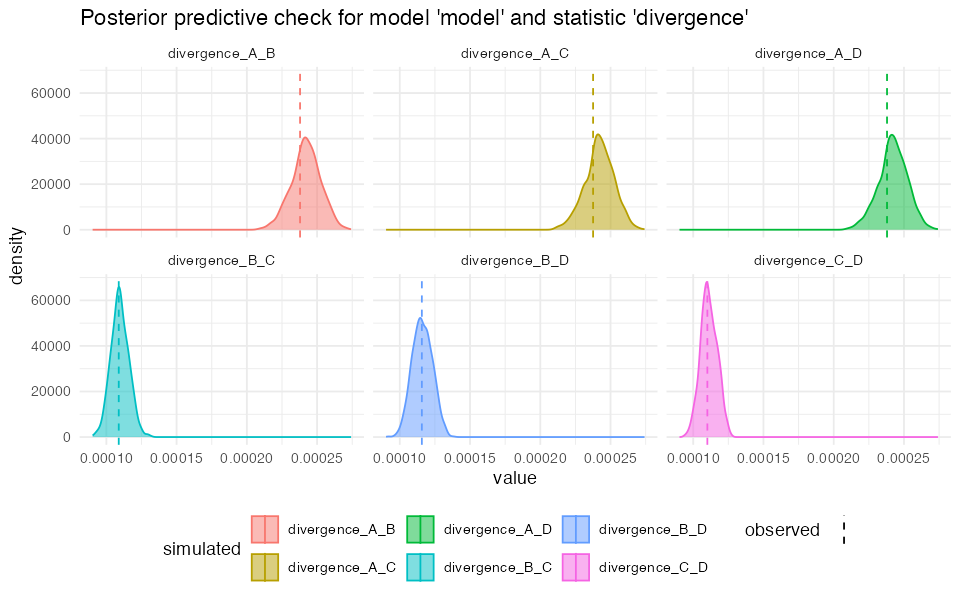 Posterior predictive check for model 'model' and statistic 'divergence'
divergence_A_B divergence_A_C divergence_A_D
60000
40000
20000
0
divergence_B_C divergence_B_D divergence_C_D
60000
40000
20000
0
density
0.00010 0.00015 0.00020 0.00025 0.00010 0.00015 0.00020 0.00025 0.00010 0.00015 0.00020 0.00025
value
simulated
divergence_A_B divergence_A_D divergence_B_D
divergence_A_C divergence_B_C divergence_C_D
observed